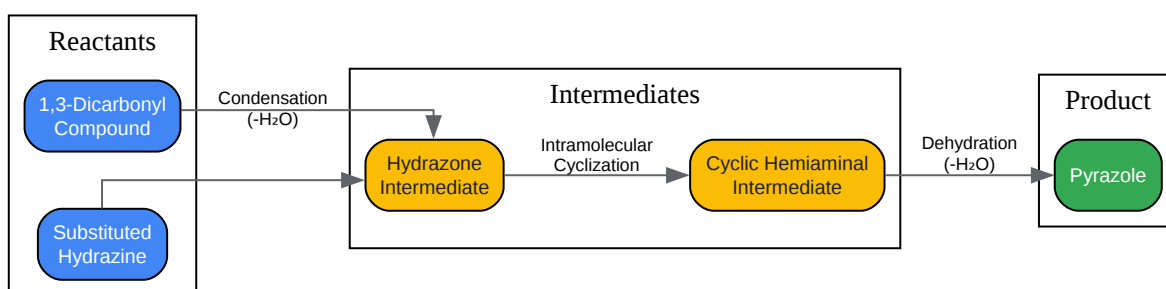 Reactants
1,3-Dicarbonyl
Compound
Substituted
Hydrazine
Condensation
(-H₂O)
Intermediates
Hydrazone
Intermediate
Intramolecular
Cyclization
Cyclic Hemiaminal
Intermediate
Dehydration
(-H₂O)
Product
Pyrazole